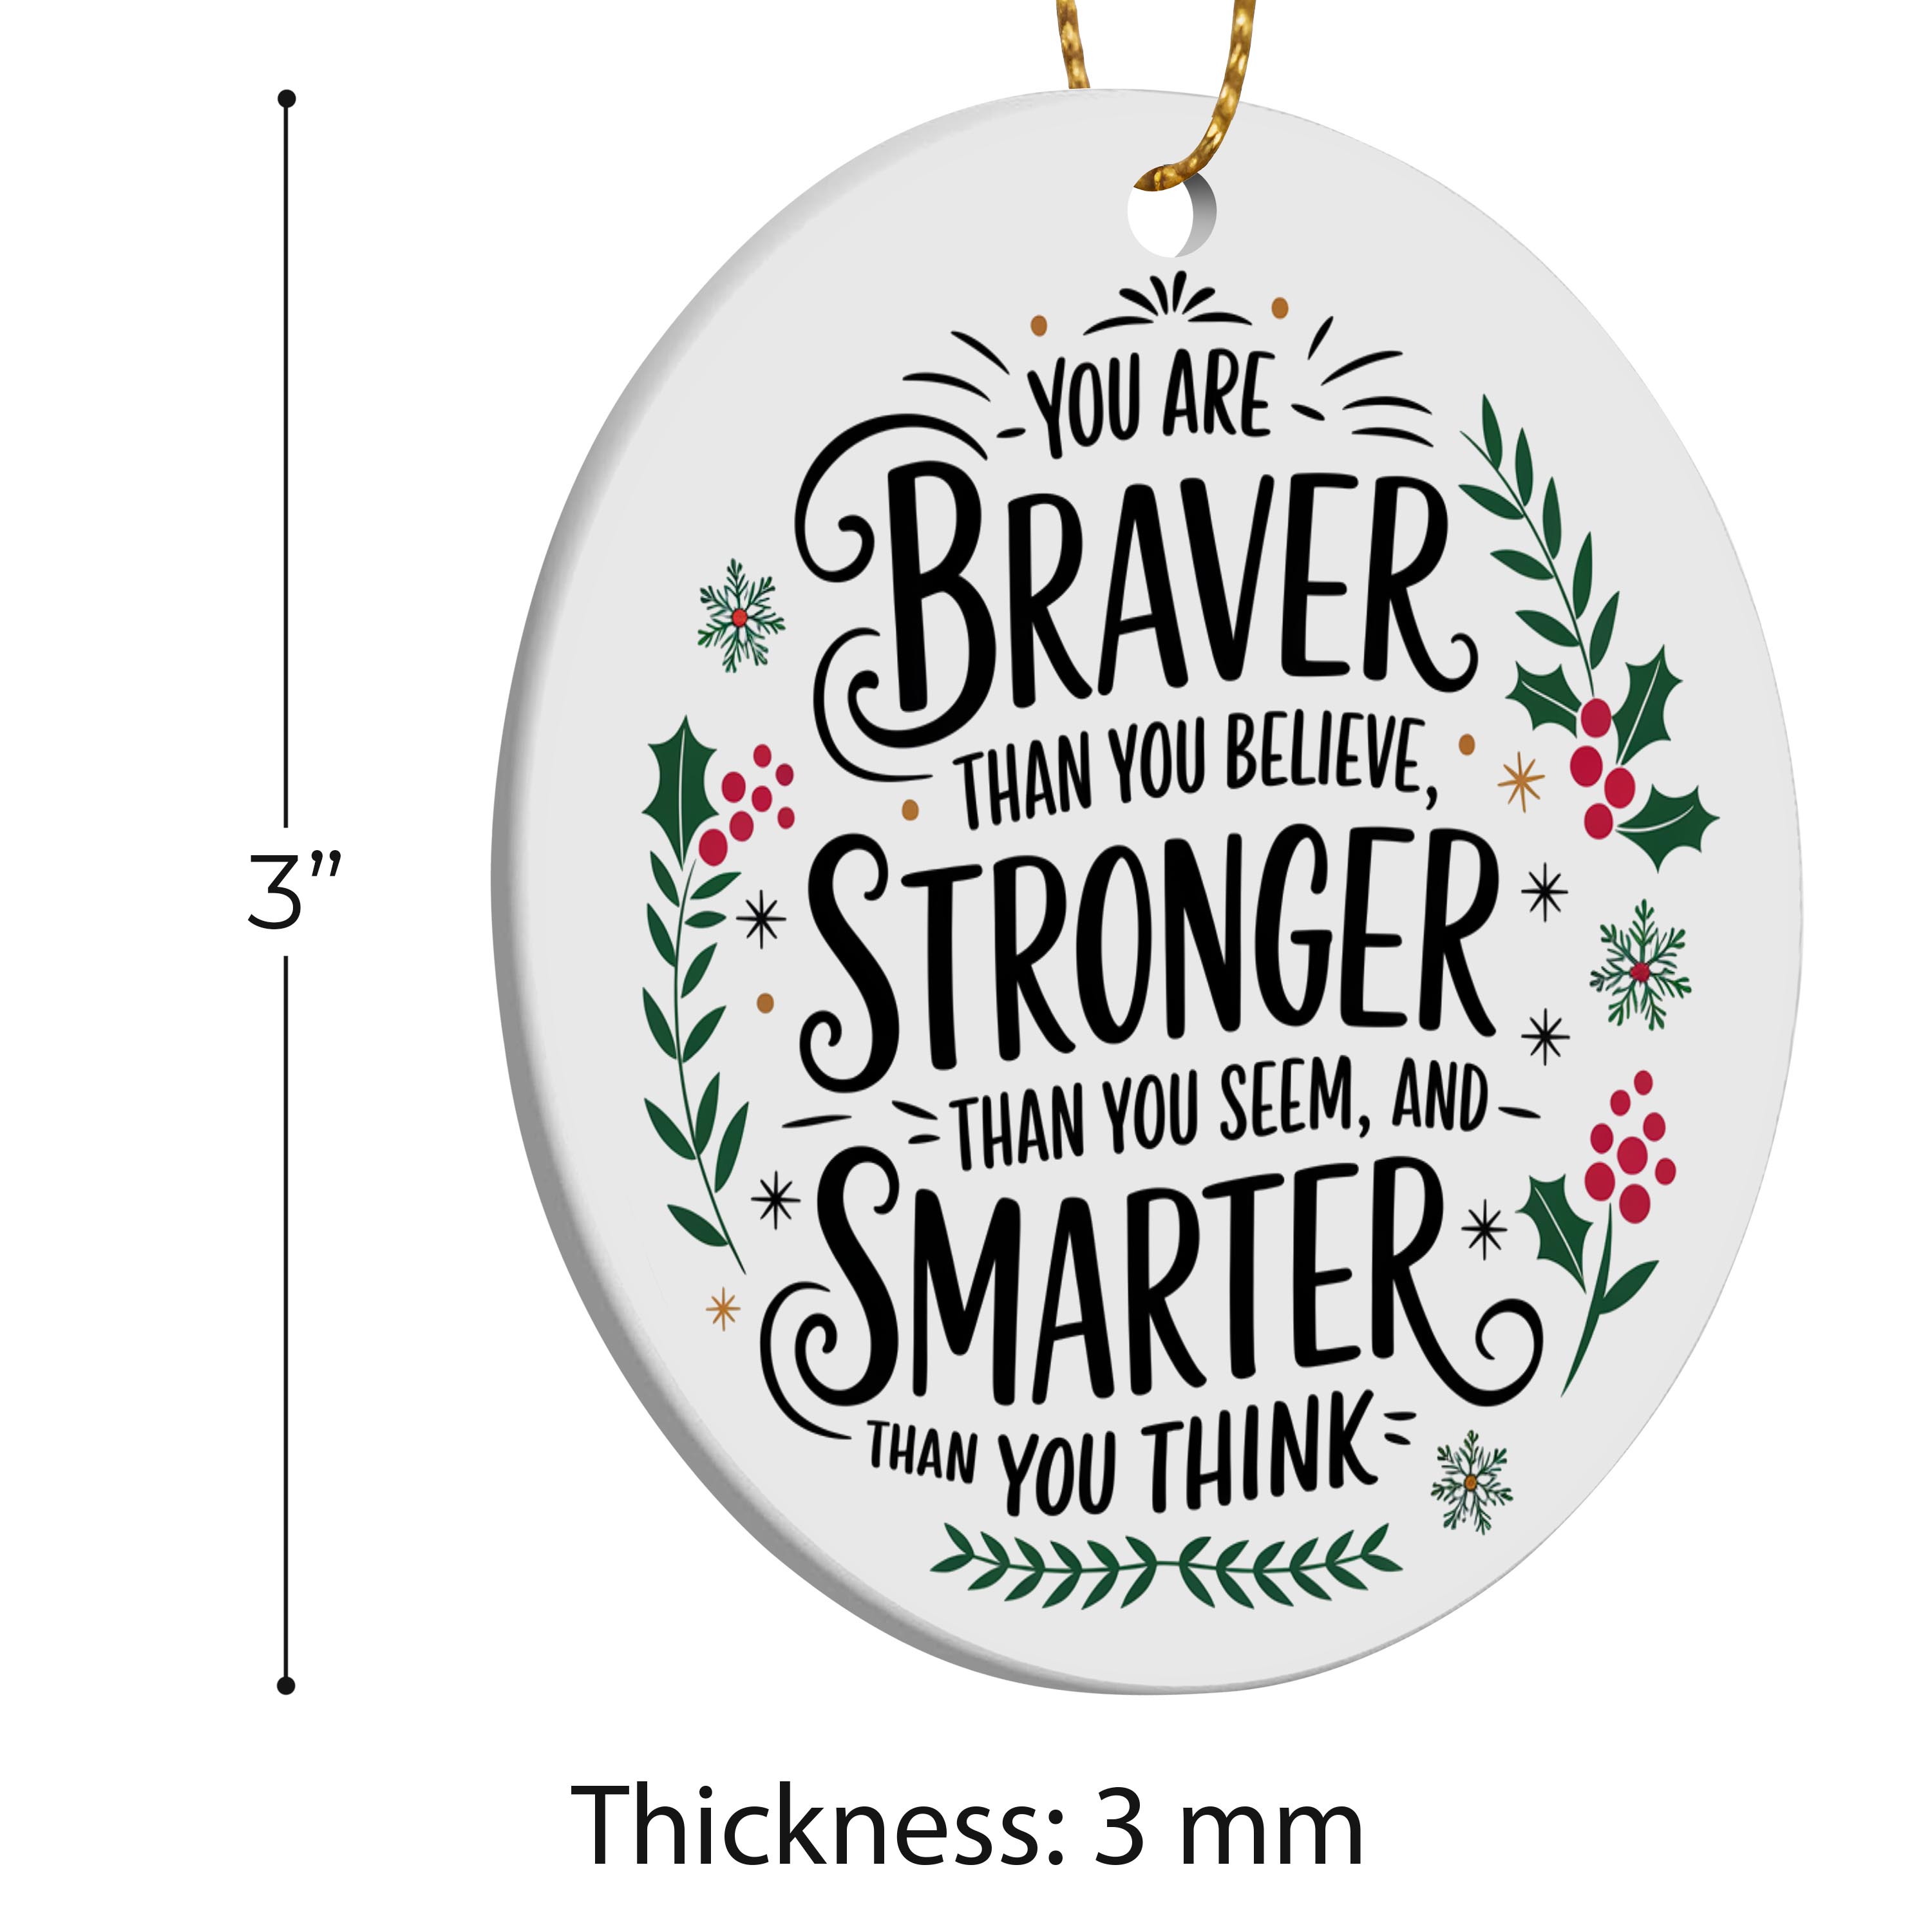 YOU ARE
BRAVER
THAN YOU BELIEVE,
STRONGER
THAN YOU SEEM, AND
SMARTER
THAN YOU THINK
3”
Thickness: 3 mm